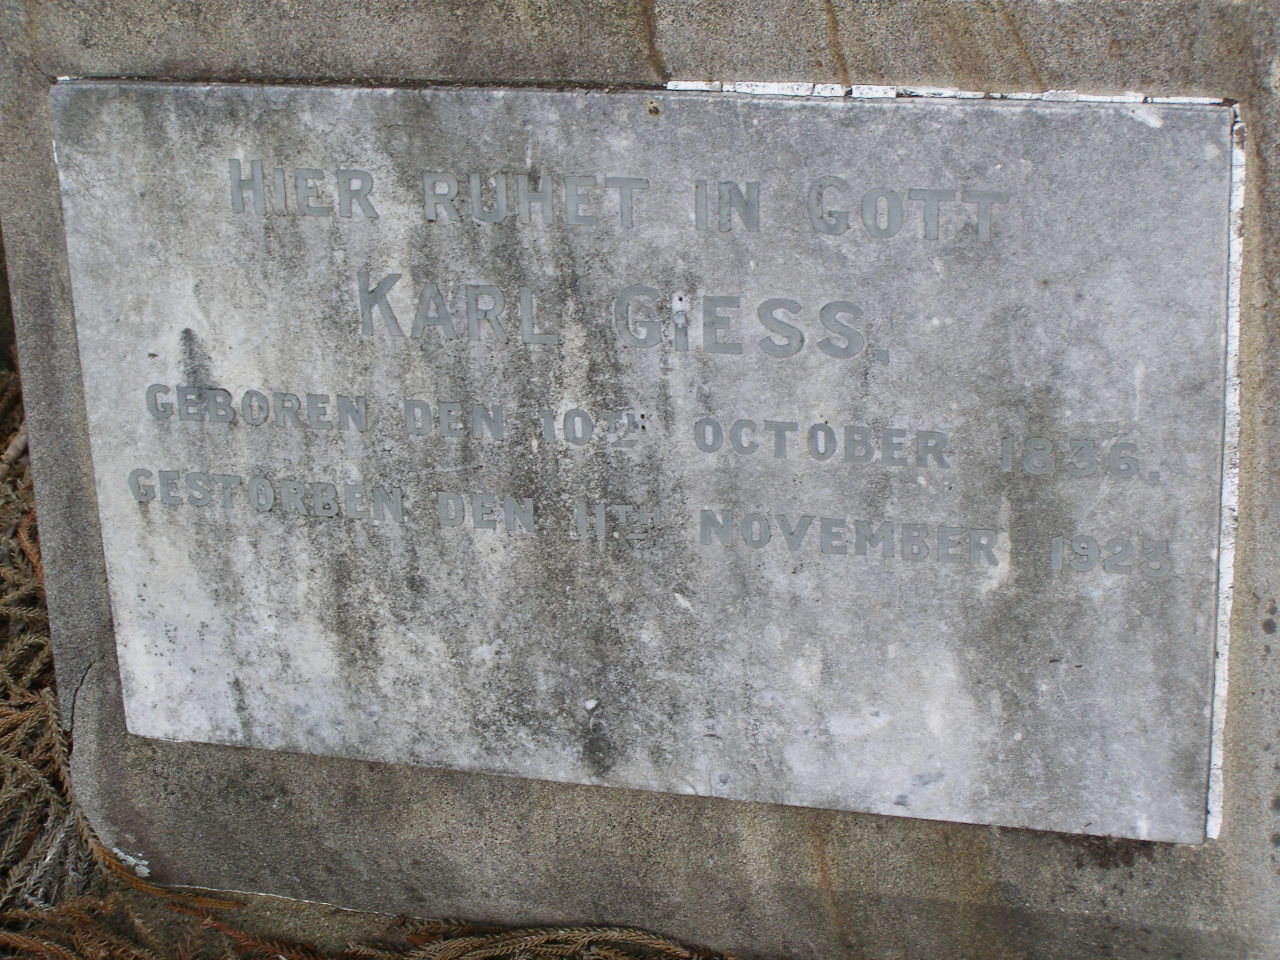 HIER RUHET IN GOTT
KARL GIESS.
GEBOREN DEN 10TH OCTOBER 1836.
GESTORBEN DEN 11TH NOVEMBER 1923